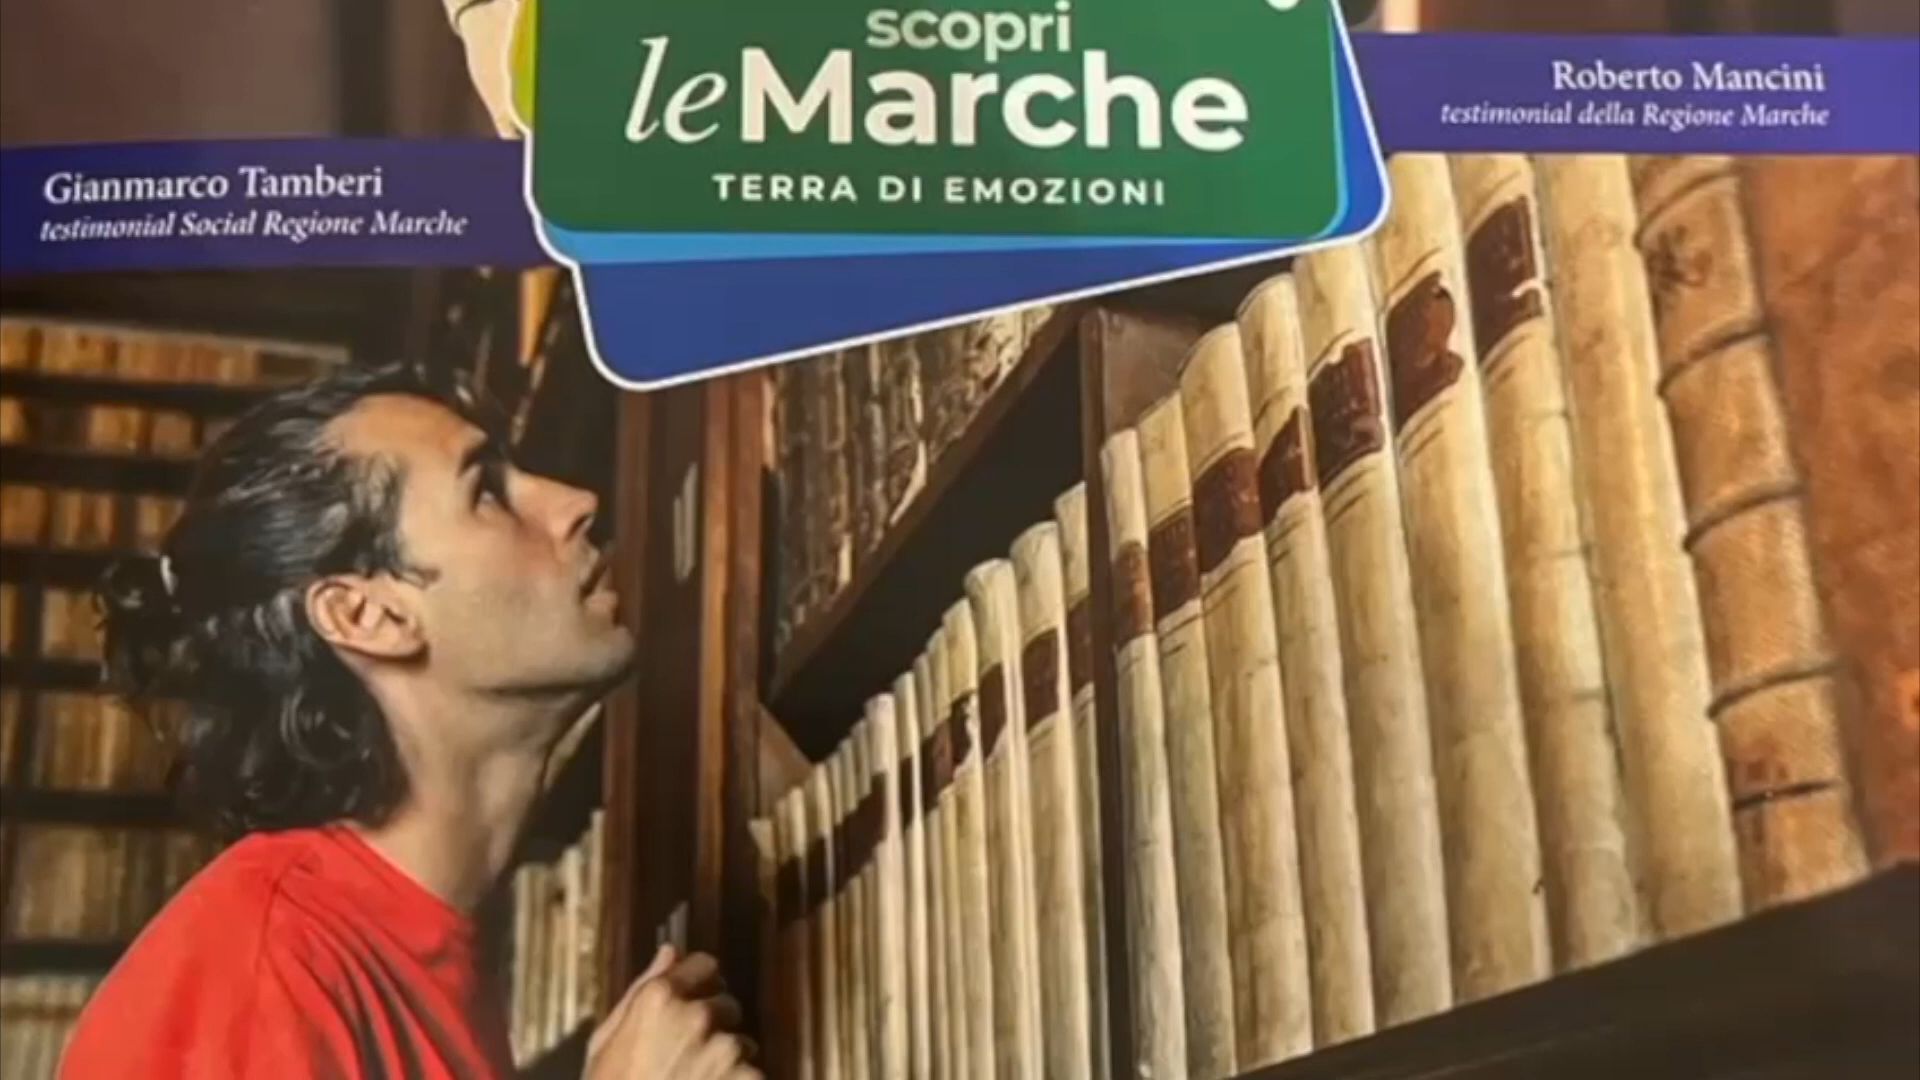 scopri
leMarche
TERRA DI EMOZIONI
Roberto Mancini
testimonial della Regione Marche
Gianmarco Tamberi
testimonial Social Regione Marche